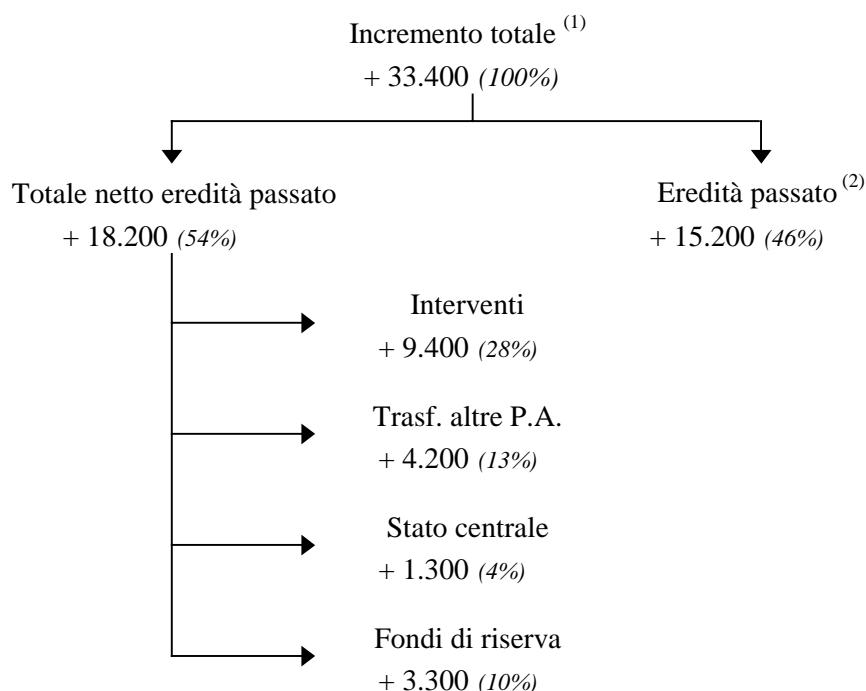 Incremento totale (1)
+ 33.400 (100%)
Totale netto eredità passato
+ 18.200 (54%)
Eredità passato (2)
+ 15.200 (46%)
Interventi
+ 9.400 (28%)
Trasf. altre P.A.
+ 4.200 (13%)
Stato centrale
+ 1.300 (4%)
Fondi di riserva
+ 3.300 (10%)